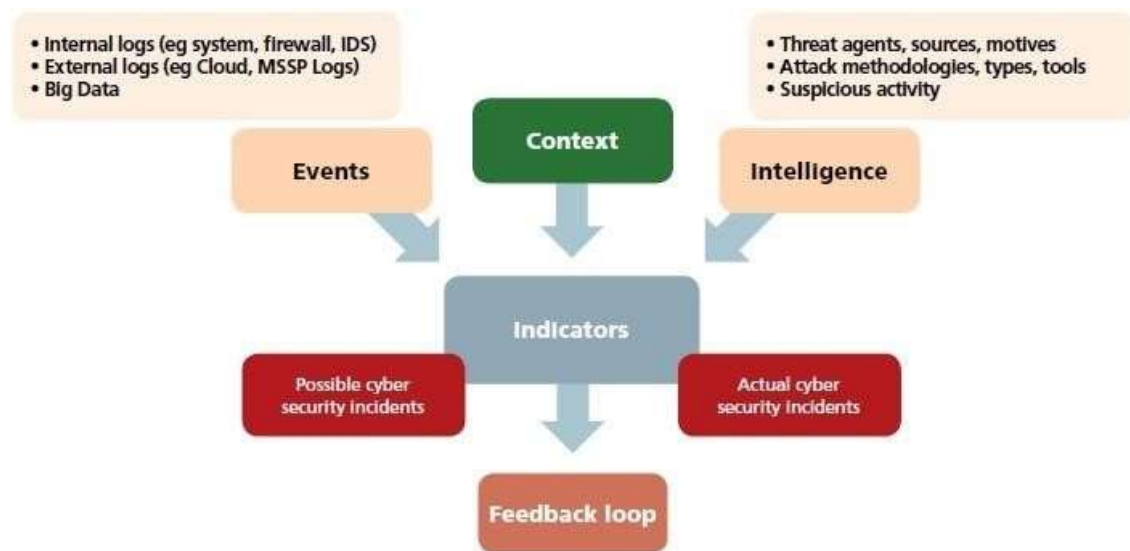 • Internal logs (eg system, firewall, IDS)
• External logs (eg Cloud, MSSP Logs)
• Big Data
• Threat agents, sources, motives
• Attack methodologies, types, tools
• Suspicious activity
Context
Events
Intelligence
Indicators
Possible cyber
security incidents
Actual cyber
security incidents
Feedback loop